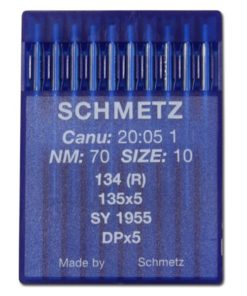 SCHMETZ
Canu: 20:05 1
NM: 70 SIZE: 10
134 (R)
135x5
SY 1955
DPx5
Made by Schmetz